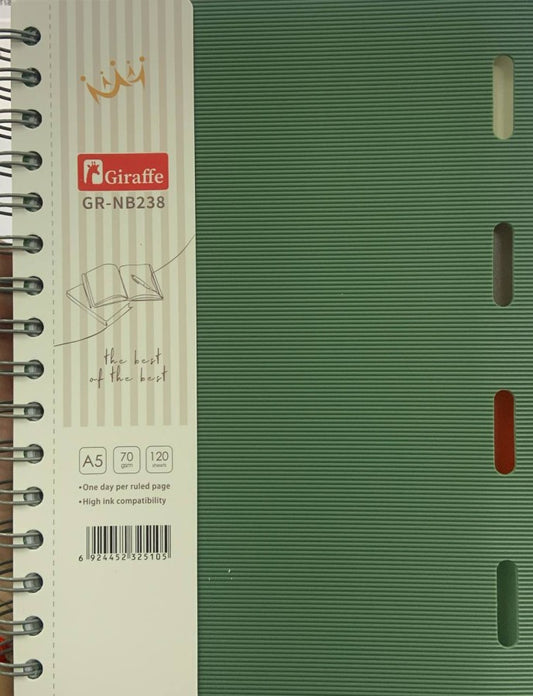 Giraffe
GR-NB238
the best
of the best
A5
70
gsm
120
sheets
•One day per ruled page
•High ink compatibility
6 924452 325105